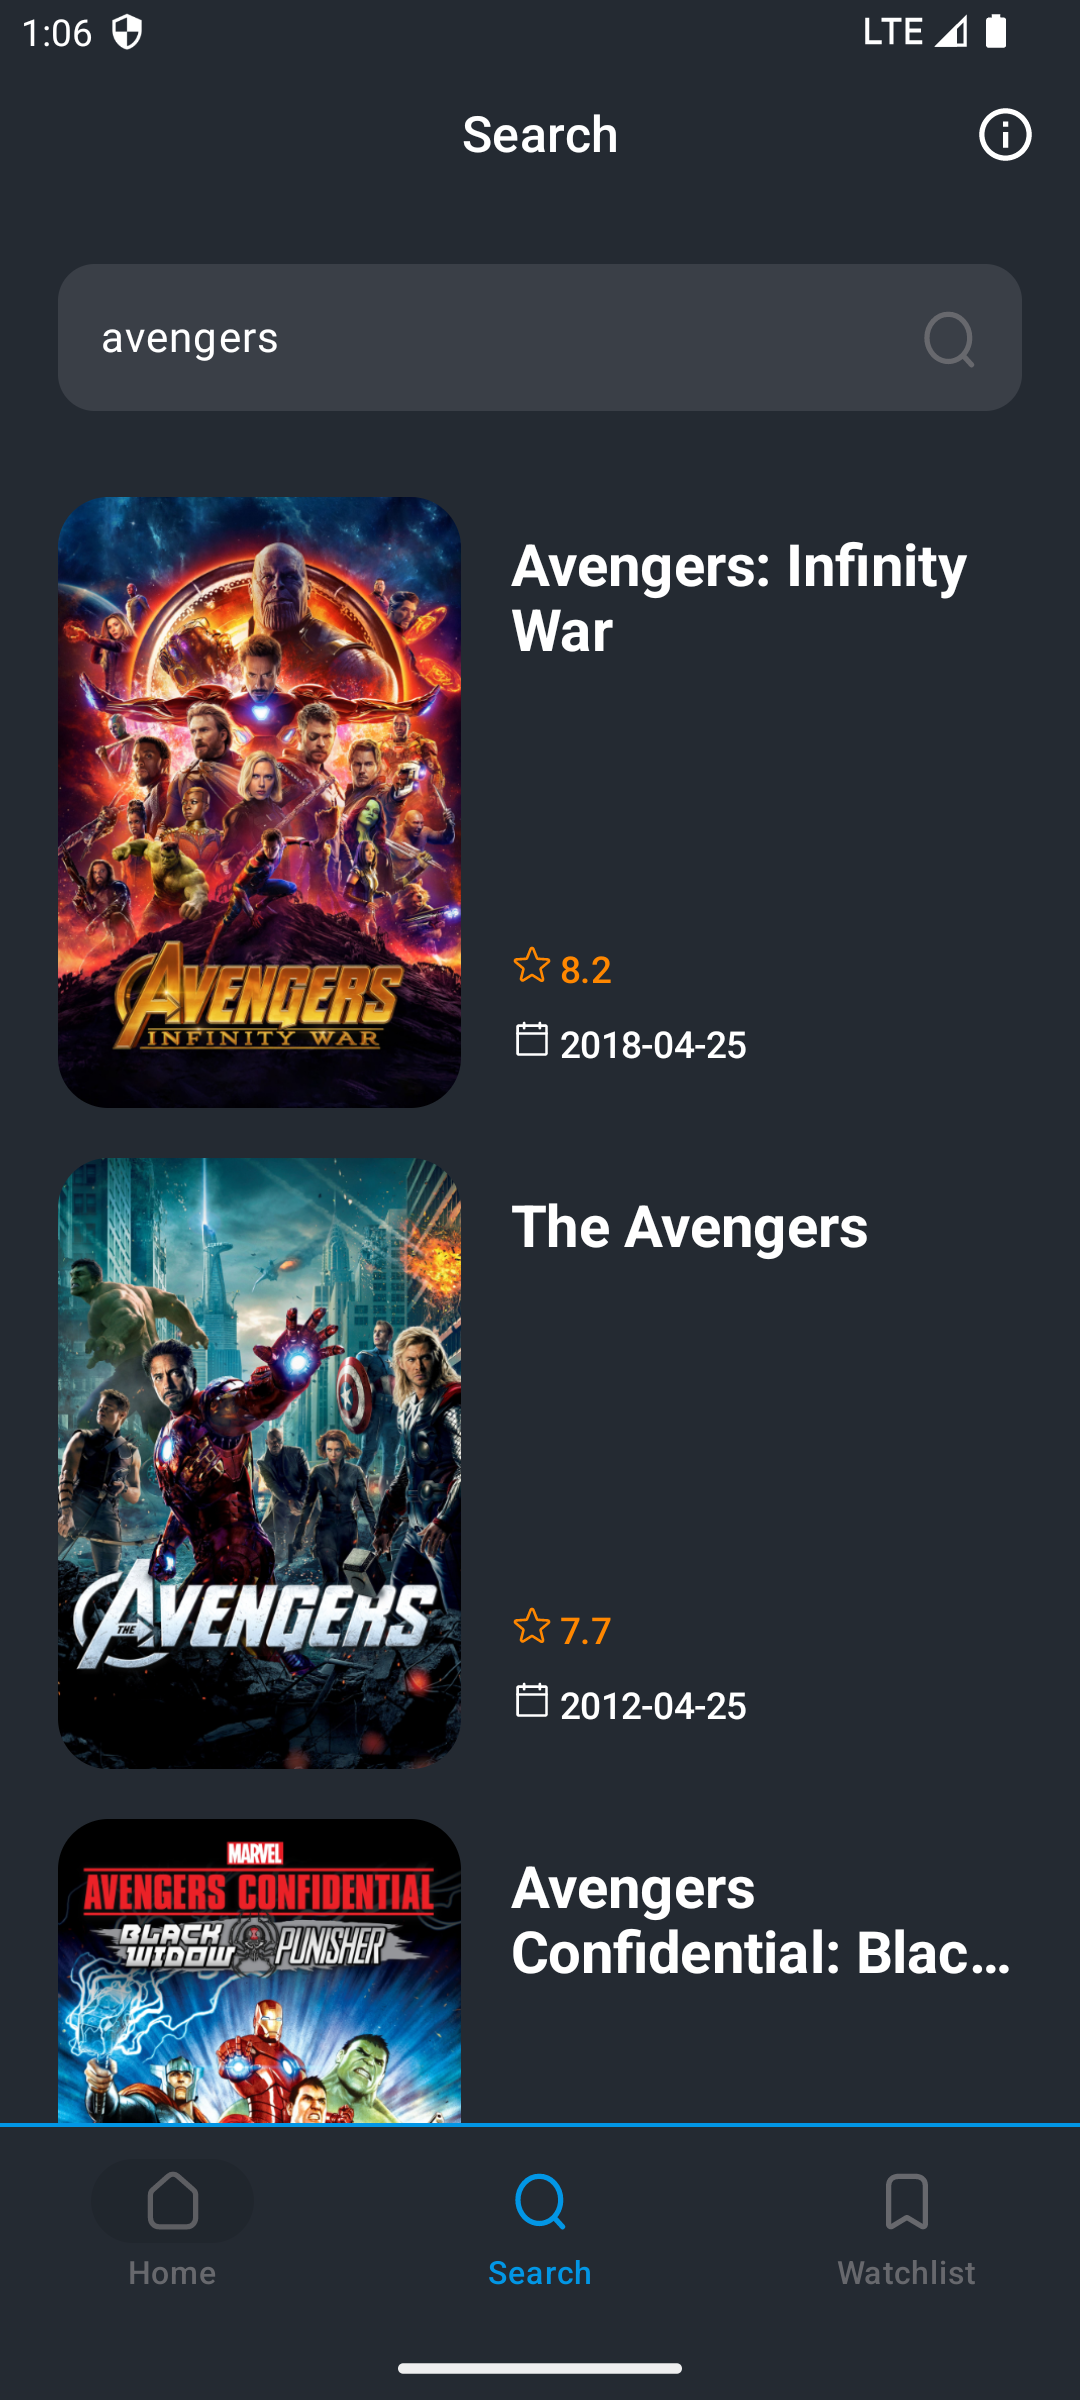 1:06
LTE
Search
avengers
Avengers: Infinity
War
8.2
2018-04-25
AVENGERS
INFINITY WAR
The Avengers
7.7
2012-04-25
THE
AVENGERS
MARVEL
AVENGERS CONFIDENTIAL
BLACK WIDOW PUNISHER
Avengers
Confidential: Blac...
Home
Search
Watchlist